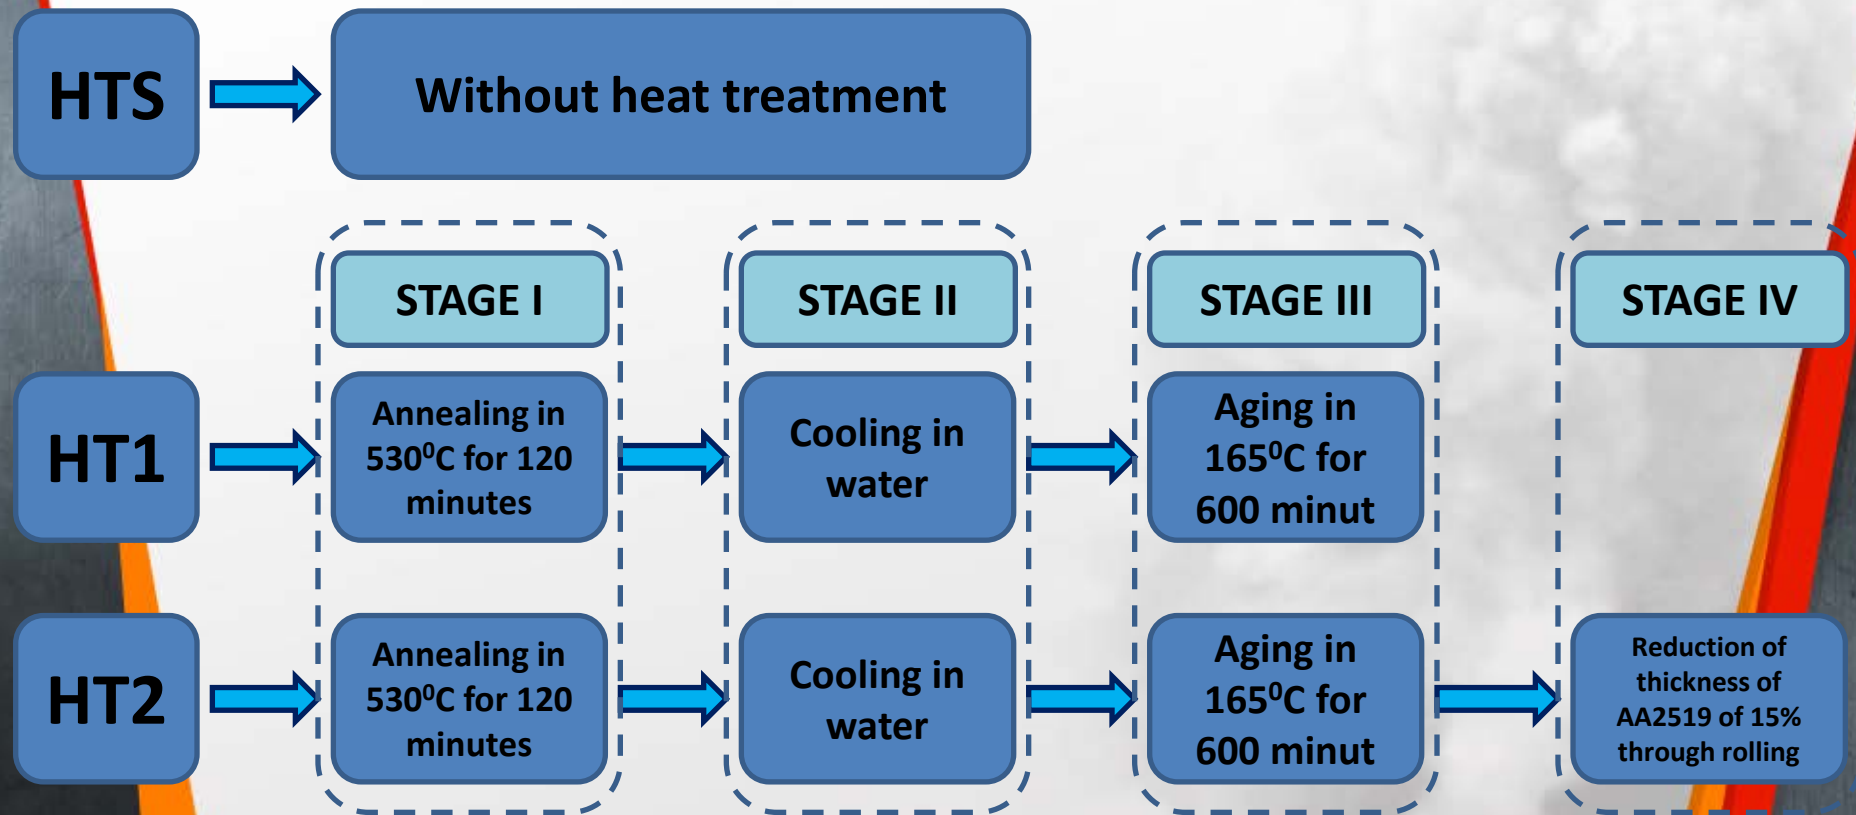 HTS
Without heat treatment
STAGE I
STAGE II
STAGE III
STAGE IV
HT1
Annealing in
530⁰C for 120
minutes
Cooling in
water
Aging in
165⁰C for
600 minut
HT2
Annealing in
530⁰C for 120
minutes
Cooling in
water
Aging in
165⁰C for
600 minut
Reduction of
thickness of
AA2519 of 15%
through rolling